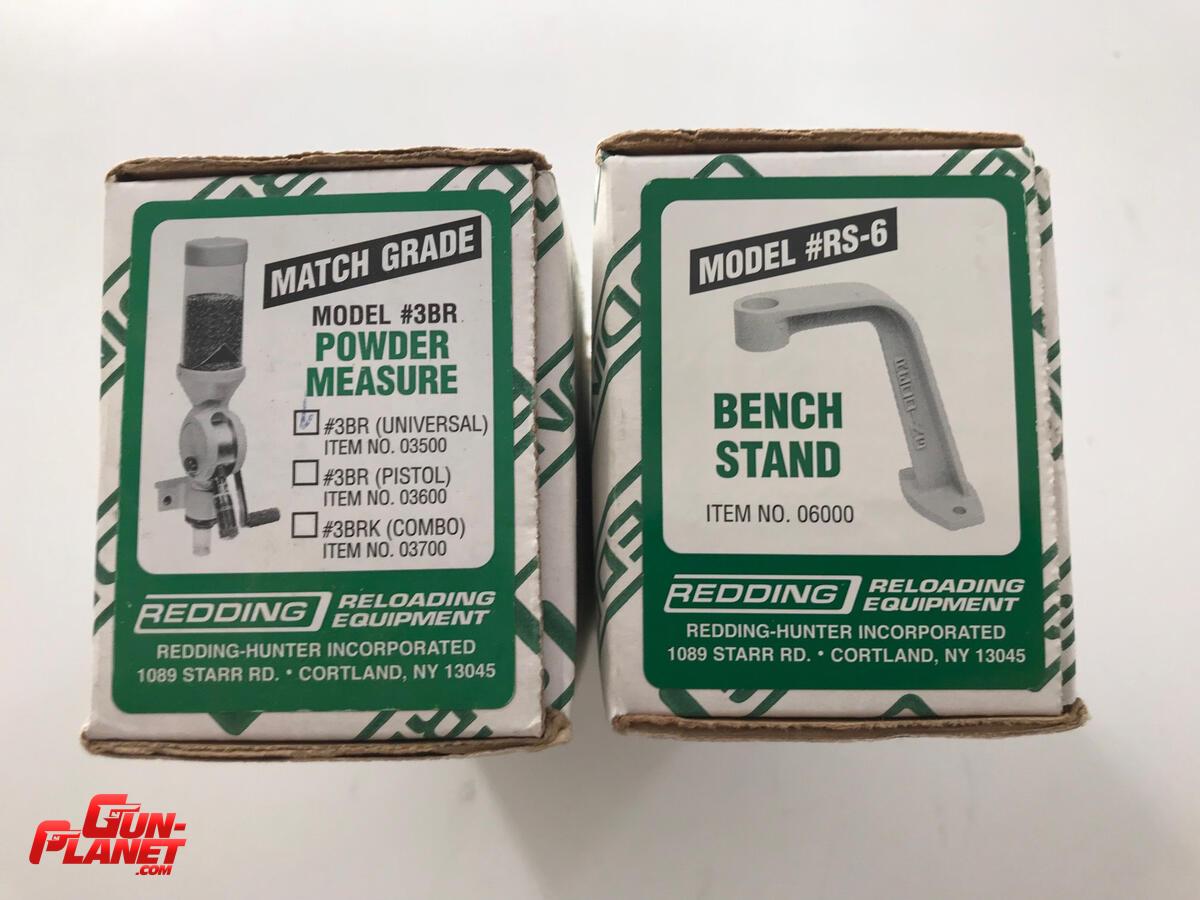 MATCH GRADE
MODEL #3BR
POWDER
MEASURE
#3BR (UNIVERSAL)
ITEM NO. 03500
#3BR (PISTOL)
ITEM NO. 03600
#3BRK (COMBO)
ITEM NO. 03700
REDDING RELOADING
EQUIPMENT
REDDING-HUNTER INCORPORATED
1089 STARR RD. • CORTLAND, NY 13045
MODEL #RS-6
BENCH
STAND
ITEM NO. 06000
REDDING RELOADING
EQUIPMENT
REDDING-HUNTER INCORPORATED
1089 STARR RD. • CORTLAND, NY 13045
GUN-
PLANET
.COM